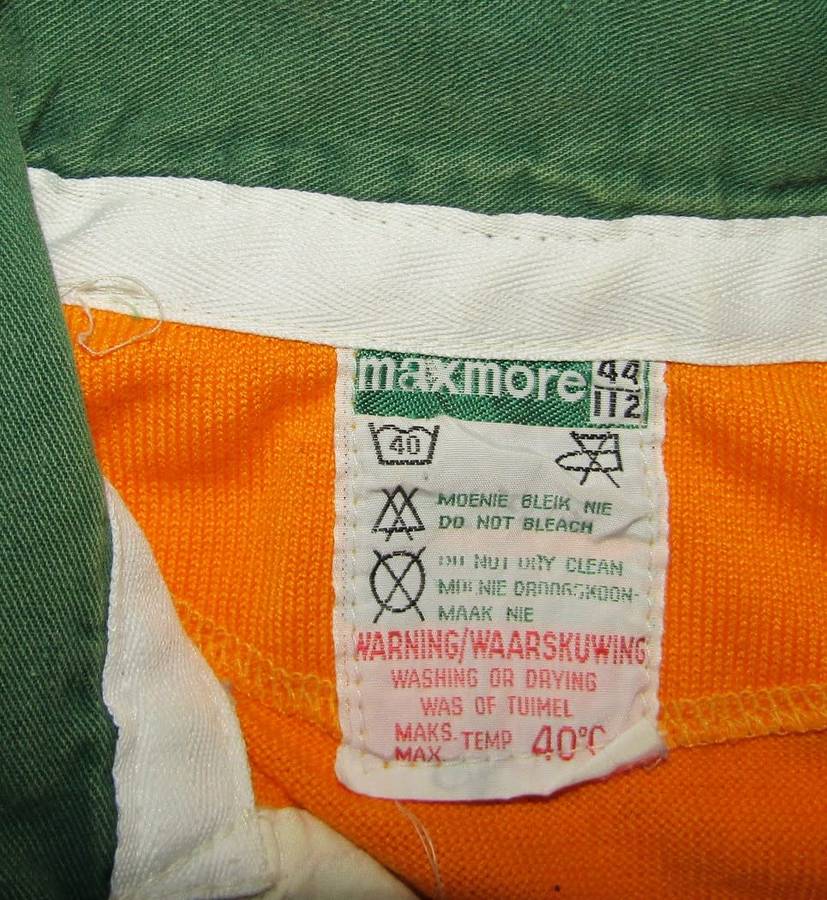 maxmore 44
112
40
MOENIE BLEIK NIE
DO NOT BLEACH
DO NOT DRY CLEAN
MOENIE DROOGSKOON-
MAAK NIE
WARNING/WAARSKUWING
WASHING OR DRYING
WAS OF TUIMEL
MAKS. TEMP 40°C
MAX.